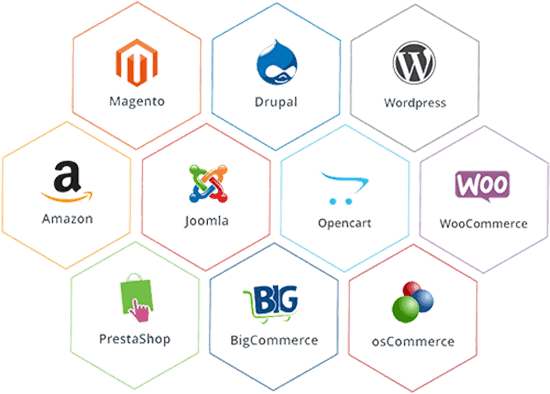 Magento
Drupal
Wordpress
a
Amazon
Joomla
Opencart
WOO
WooCommerce
PrestaShop
BIG
BigCommerce
osCommerce